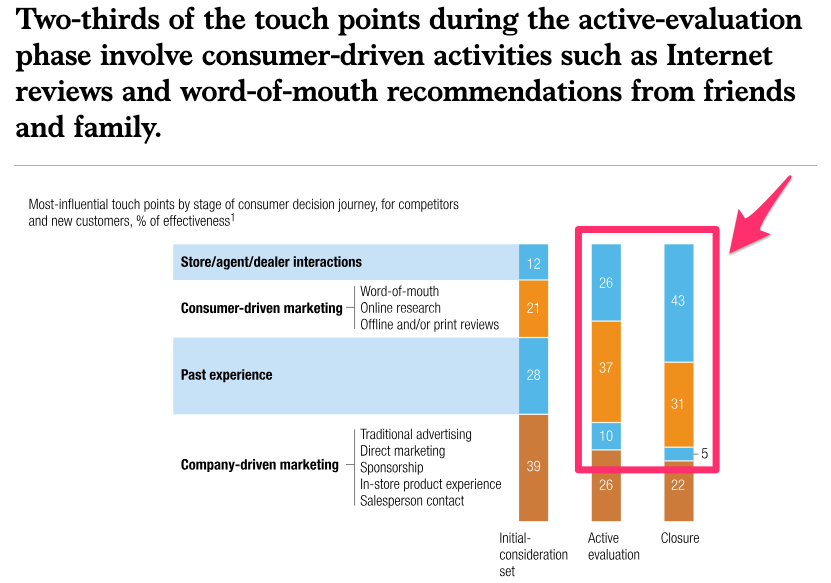 Two-thirds of the touch points during the active-evaluation
phase involve consumer-driven activities such as Internet
reviews and word-of-mouth recommendations from friends
and family.
Most-influential touch points by stage of consumer decision journey, for competitors
and new customers, % of effectiveness1
Store/agent/dealer interactions
12
26
43
Consumer-driven marketing
Word-of-mouth
Online research
Offline and/or print reviews
21
37
31
Past experience
28
10
5
Company-driven marketing
Traditional advertising
Direct marketing
Sponsorship
In-store product experience
Salesperson contact
39
26
22
Initial-
consideration
set
Active
evaluation
Closure